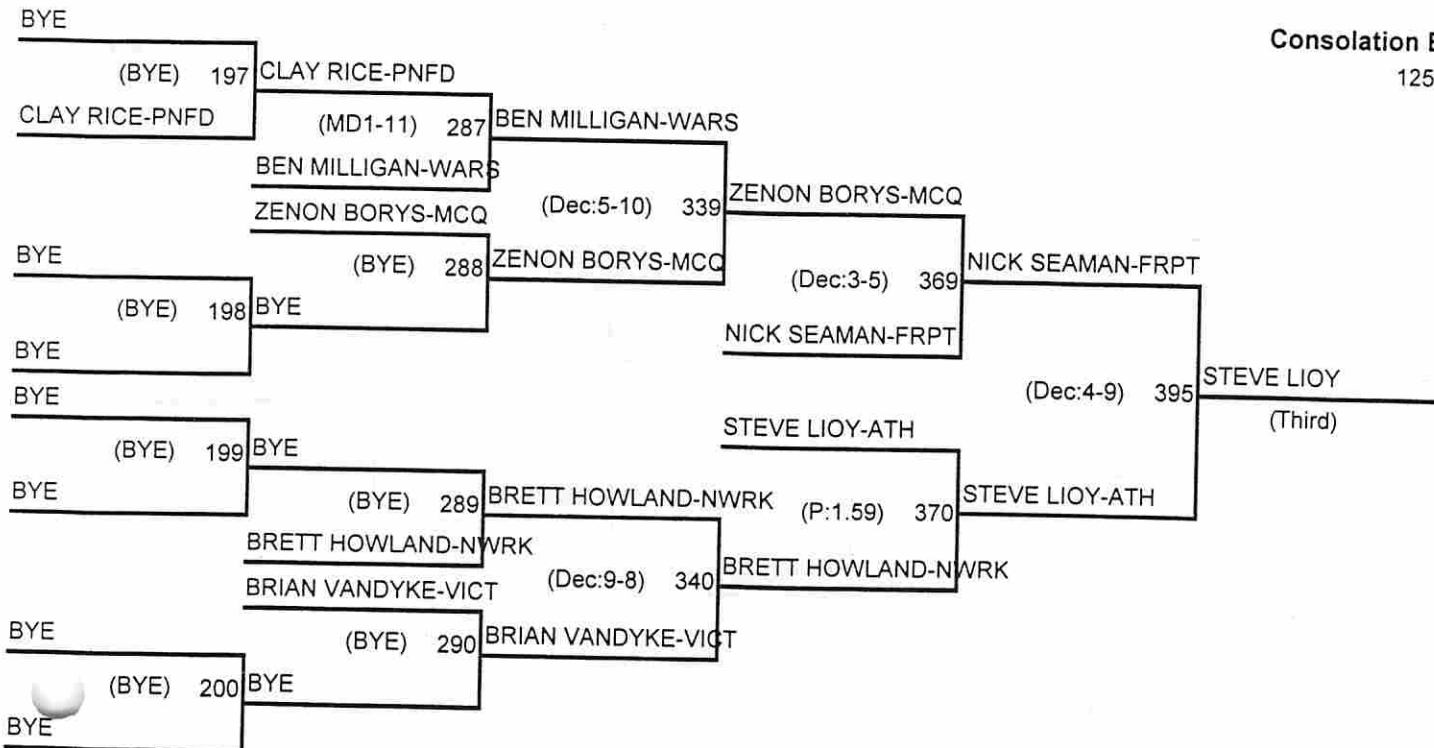 BYE
Consolation B
125
(BYE) 197 CLAY RICE-PNFD
CLAY RICE-PNFD
(MD1-11) 287 BEN MILLIGAN-WARS
BEN MILLIGAN-WARS
ZENON BORYS-MCQ
(Dec:5-10) 339 ZENON BORYS-MCQ
BYE
(BYE) 288 ZENON BORYS-MCQ
(Dec:3-5) 369 NICK SEAMAN-FRPT
(BYE) 198 BYE
BYE
NICK SEAMAN-FRPT
BYE
(Dec:4-9) 395 STEVE LIOY
(Third)
(BYE) 199 BYE
STEVE LIOY-ATH
BYE
(BYE) 289 BRETT HOWLAND-NWRK
(P:1.59) 370 STEVE LIOY-ATH
BRETT HOWLAND-NWRK
(Dec:9-8) 340 BRETT HOWLAND-NWRK
BRIAN VANDYKE-VICT
BYE
(BYE) 290 BRIAN VANDYKE-VICT
(BYE) 200 BYE
BYE